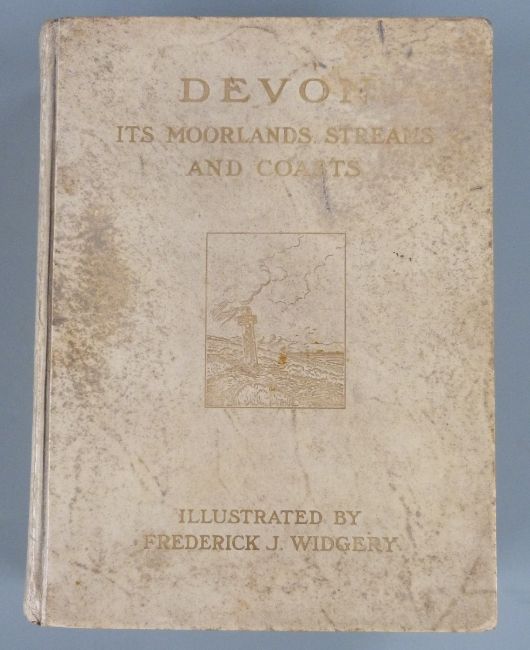 DEVON
ITS MOORLANDS STREAMS
AND COASTS
ILLUSTRATED BY
FREDERICK J. WIDGERY